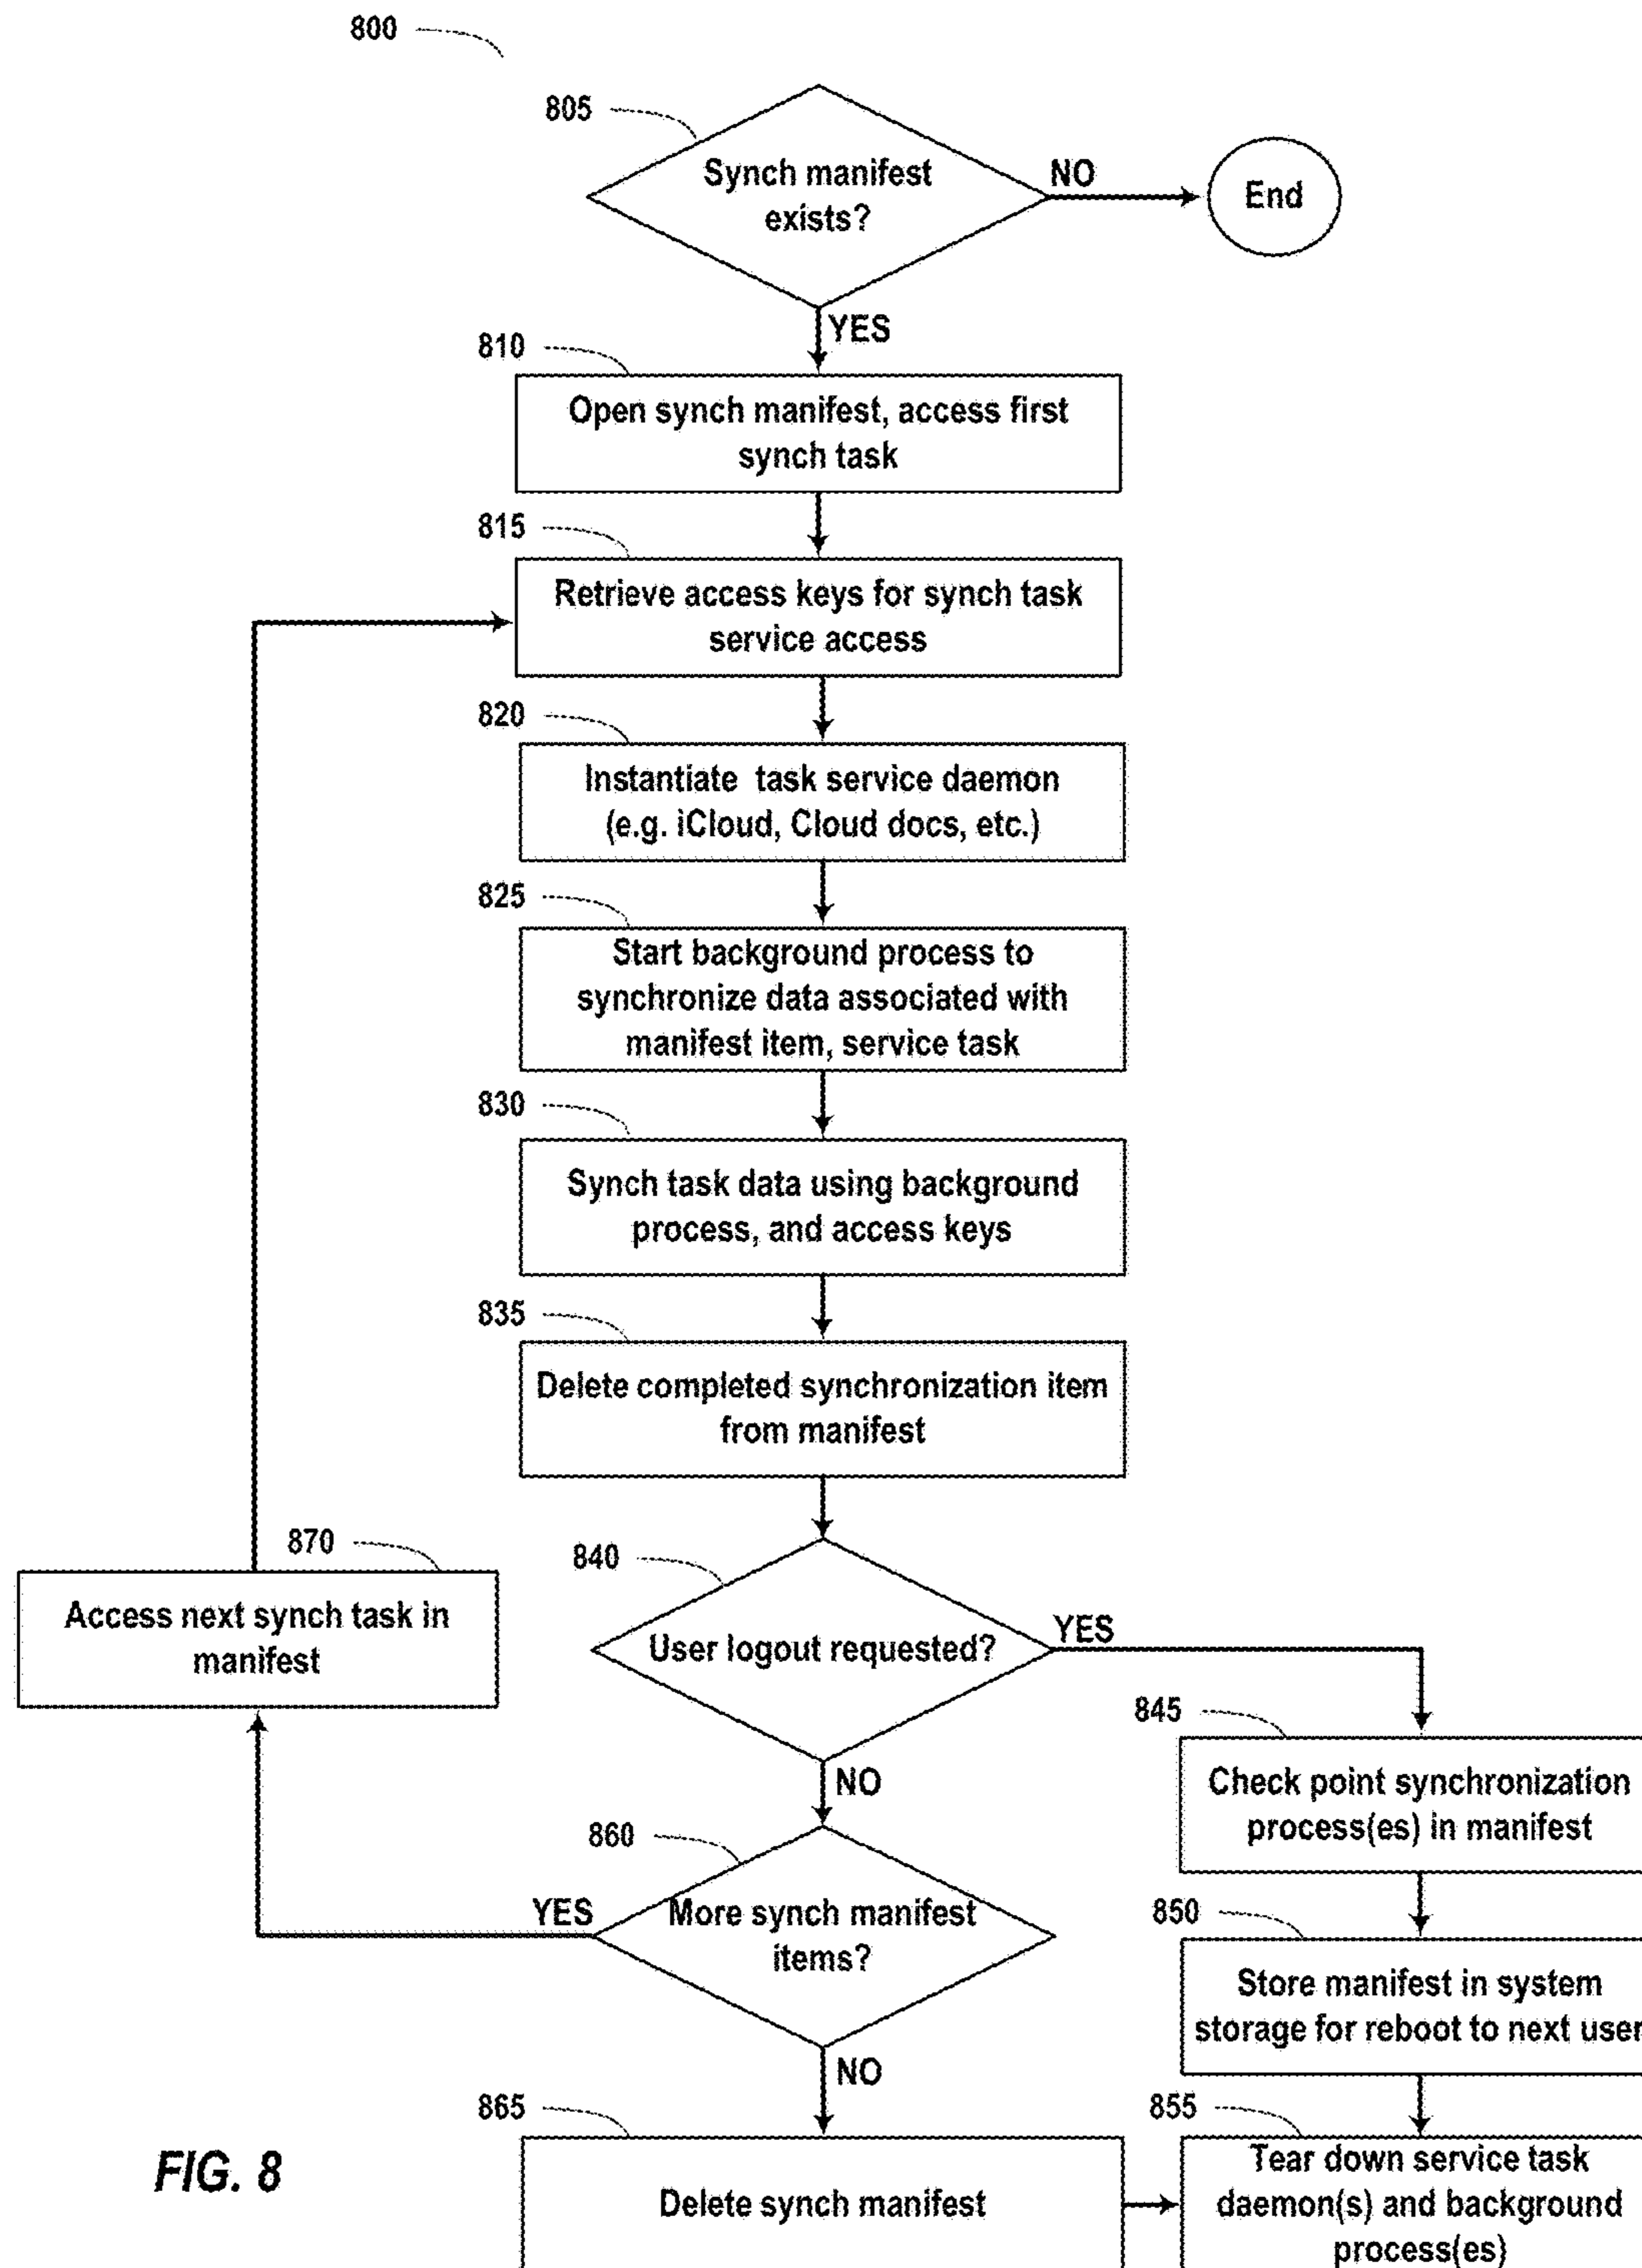 800
805
Synch manifest
exists?
NO
End
YES
810
Open synch manifest, access first
synch task
815
Retrieve access keys for synch task
service access
820
Instantiate task service daemon
(e.g. iCloud, Cloud docs, etc.)
825
Start background process to
synchronize data associated with
manifest item, service task
830
Synch task data using background
process, and access keys
835
Delete completed synchronization item
from manifest
870
Access next synch task in
manifest
840
User logout requested?
YES
NO
845
Check point synchronization
process(es) in manifest
860
More synch manifest
items?
YES
NO
850
Store manifest in system
storage for reboot to next user
865
Delete synch manifest
855
Tear down service task
daemon(s) and background
process(es)
FIG. 8